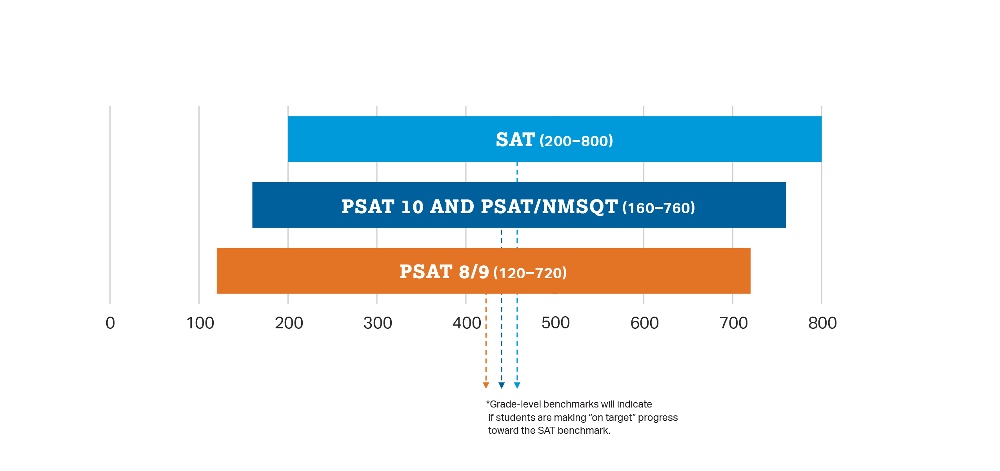 SAT (200–800)
PSAT 10 AND PSAT/NMSQT (160–760)
PSAT 8/9 (120–720)
0 100 200 300 400 500 600 700 800
*Grade-level benchmarks will indicate
if students are making “on target” progress
toward the SAT benchmark.